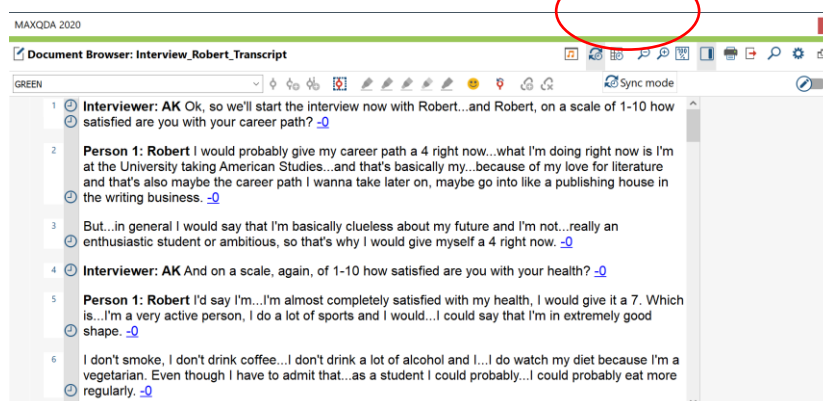 MAXQDA 2020
Document Browser: Interview_Robert_Transcript
GREEN
Sync mode
1 Interviewer: AK Ok, so we'll start the interview now with Robert...and Robert, on a scale of 1-10 how
satisfied are you with your career path? -0
2 Person 1: Robert I would probably give my career path a 4 right now...what I'm doing right now is I'm
at the University taking American Studies...and that's basically my...because of my love for literature
and that's also maybe the career path I wanna take later on, maybe go into like a publishing house in
the writing business. -0
3 But...in general I would say that I'm basically clueless about my future and I'm not...really an
enthusiastic student or ambitious, so that's why I would give myself a 4 right now. -0
4 Interviewer: AK And on a scale, again, of 1-10 how satisfied are you with your health? -0
5 Person 1: Robert I'd say I'm...I'm almost completely satisfied with my health, I would give it a 7. Which
is...I'm a very active person, I do a lot of sports and I would...I could say that I'm in extremely good
shape. -0
6 I don't smoke, I don't drink coffee...I don't drink a lot of alcohol and I...I do watch my diet because I'm a
vegetarian. Even though I have to admit that...as a student I could probably...I could probably eat more
regularly. -0